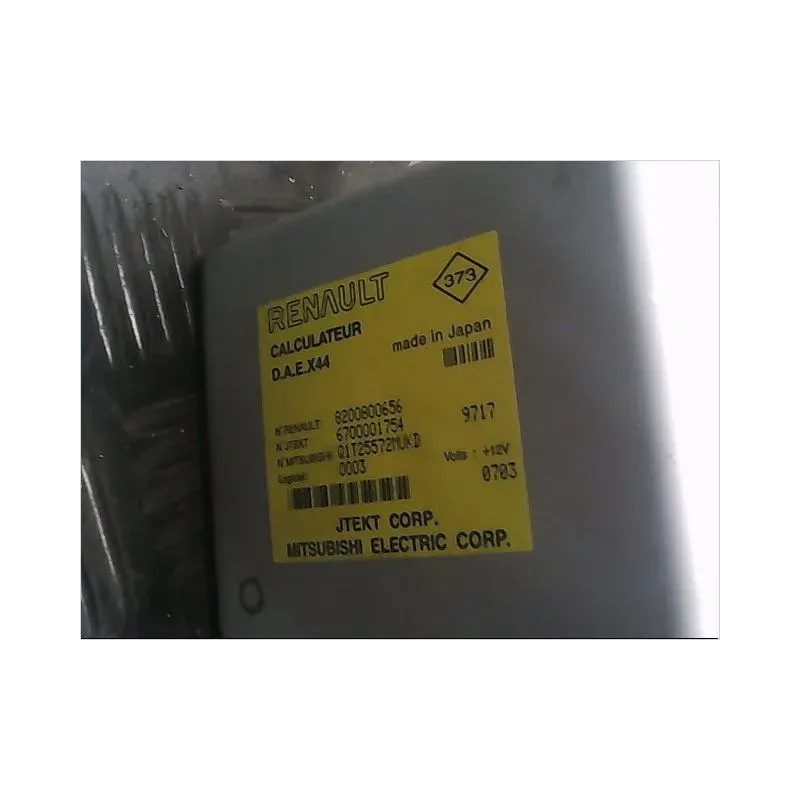 RENAULT
373
CALCULATEUR
made in Japan
D.A.E.X44
N°RENAULT 8200800656 9717
N°JTEKT 6700001754
N°MITSUBISHI Q1T25572MUKD Volts : +12V
Logiciel 0003 0703
JTEKT CORP.
MITSUBISHI ELECTRIC CORP.